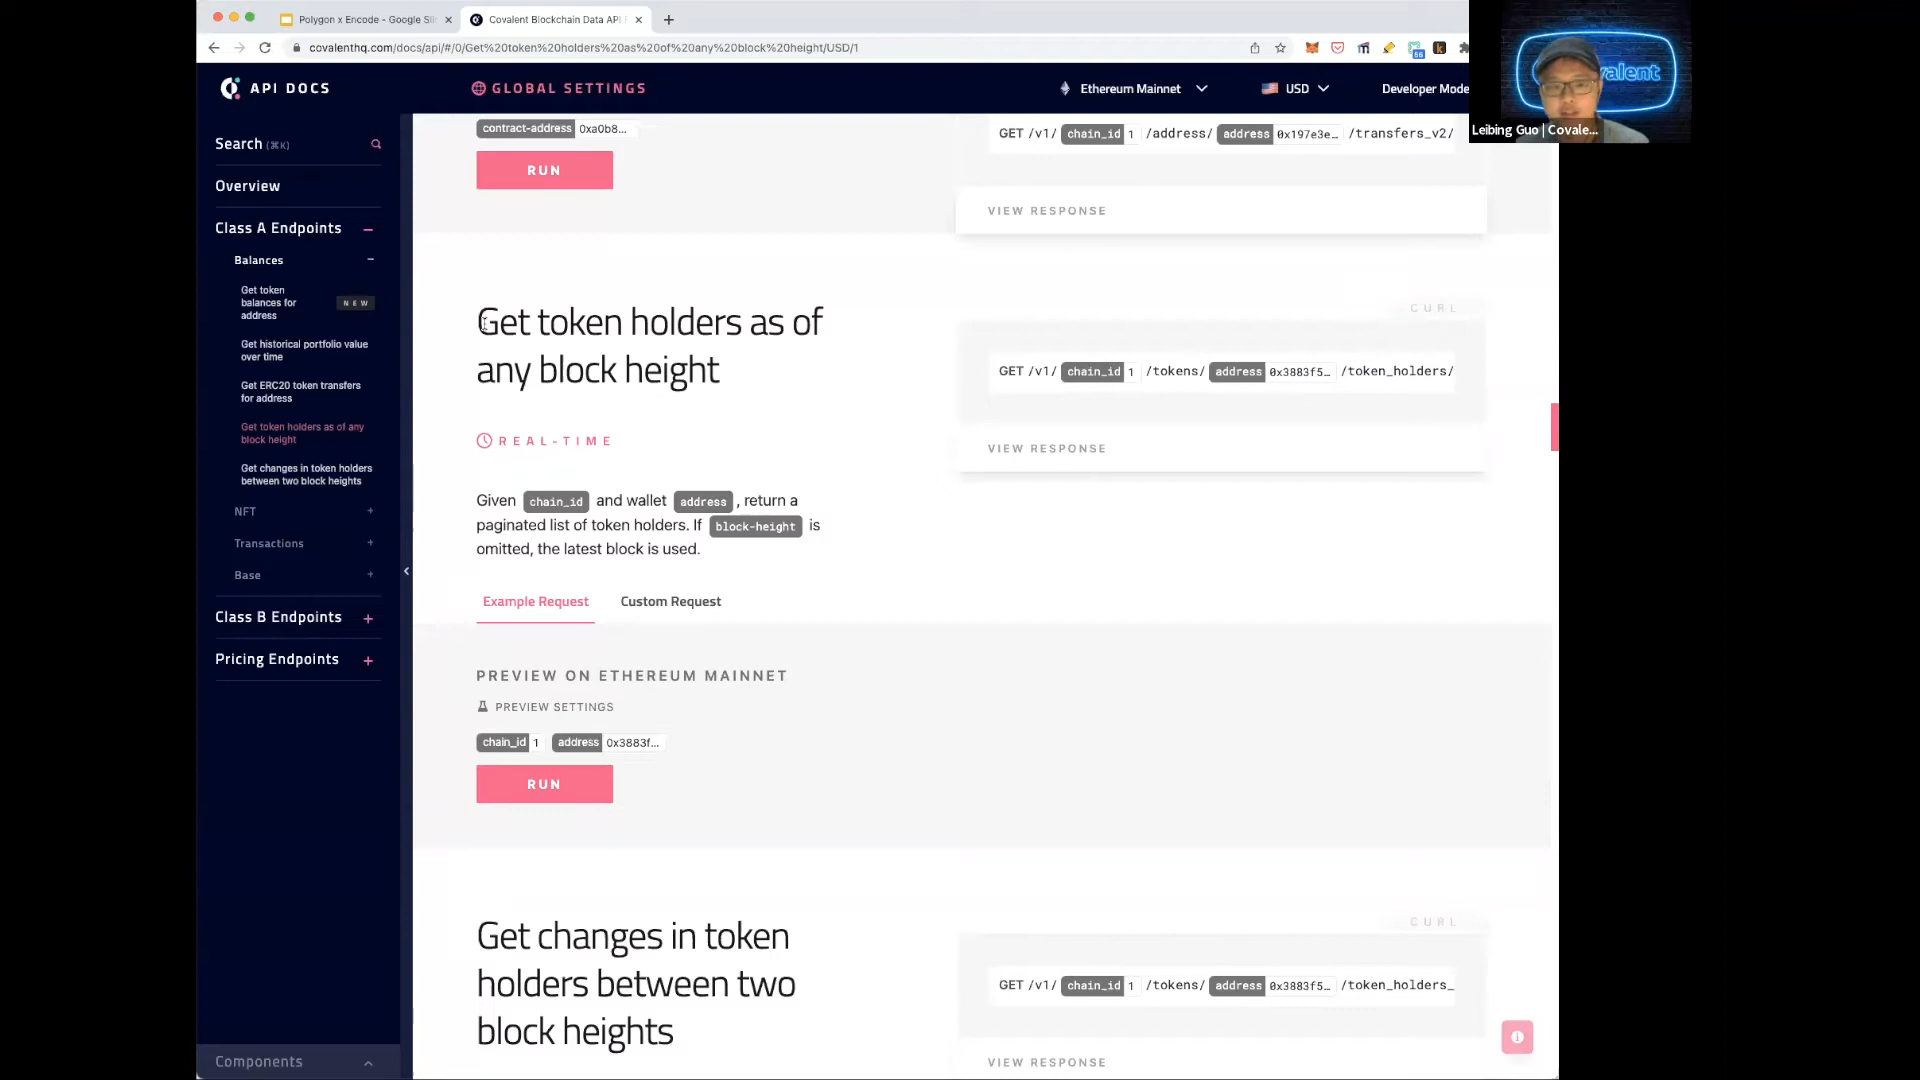 Polygon x Encode - Google Sli
Covalent Blockchain Data API
covalenthq.com/docs/api/#/0/Get%20token%20holders%20as%20of%20any%20block%20height/USD/1
API DOCS
GLOBAL SETTINGS
Ethereum Mainnet
USD
Developer Mode
Covalent
Leibing Guo | Covale...
Search (⌘K)
Overview
Class A Endpoints
Balances
Get token
balances for
address
NEW
Get historical portfolio value
over time
Get ERC20 token transfers
for address
Get token holders as of any
block height
Get changes in token holders
between two block heights
NFT
Transactions
Base
Class B Endpoints
Pricing Endpoints
Components
contract-address 0xa0b8...
RUN
GET /v1/ chain_id 1 /address/ address 0x197e3e… /transfers_v2/
VIEW RESPONSE
Get token holders as of
any block height
REAL-TIME
Given chain_id and wallet address , return a
paginated list of token holders. If block-height is
omitted, the latest block is used.
CURL
GET /v1/ chain_id 1 /tokens/ address 0x3883f5… /token_holders/
VIEW RESPONSE
Example Request Custom Request
PREVIEW ON ETHEREUM MAINNET
PREVIEW SETTINGS
chain_id 1 address 0x3883f...
RUN
Get changes in token
holders between two
block heights
CURL
GET /v1/ chain_id 1 /tokens/ address 0x3883f5… /token_holders_
VIEW RESPONSE